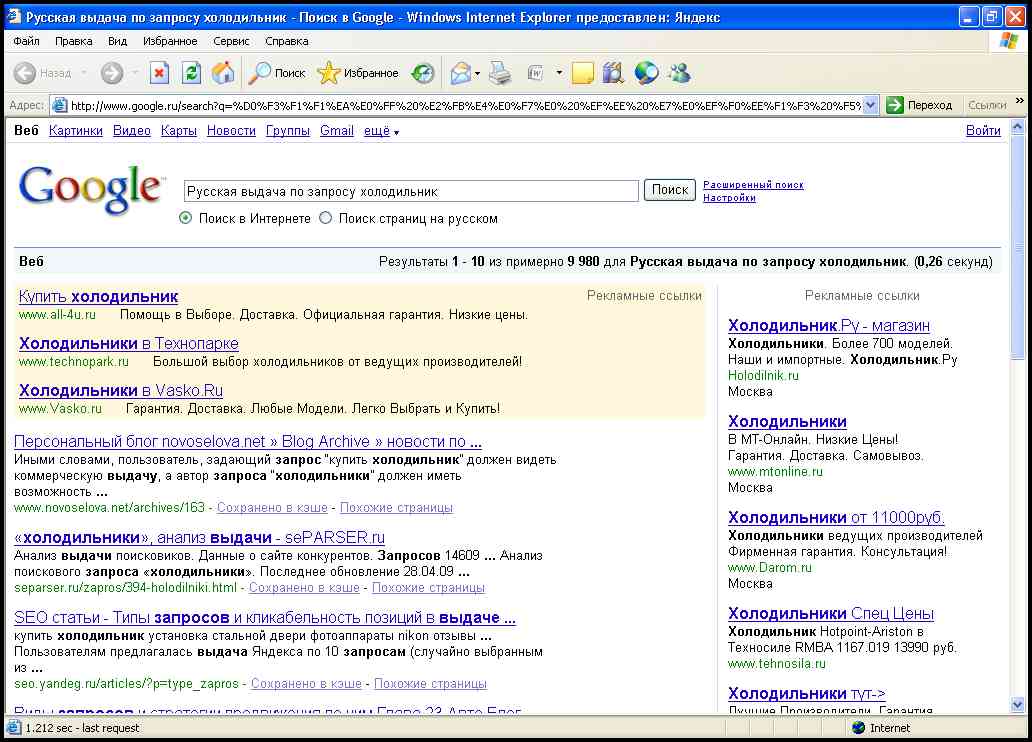 Русская выдача по запросу холодильник - Поиск в Google - Windows Internet Explorer предоставлен: Яндекс
Файл Правка Вид Избранное Сервис Справка
Назад Поиск Избранное
Адрес: http://www.google.ru/search?q=%D0%F3%F1%F1%EA%E0%FF%20%E2%FB%E4%E0%F7%E0%20%EF%EE%20%E7%E0%EF%F0%EE%F1%F3%20%F5% Переход Ссылки »
Веб Картинки Видео Карты Новости Группы Gmail ещё ▾ Войти
Google™ Русская выдача по запросу холодильник Поиск Расширенный поиск
Настройки
Поиск в Интернете Поиск страниц на русском
Веб Результаты 1 - 10 из примерно 9 980 для Русская выдача по запросу холодильник. (0,26 секунд)
Рекламные ссылки
Купить холодильник
www.all-4u.ru Помощь в Выборе. Доставка. Официальная гарантия. Низкие цены.
Холодильники в Технопарке
www.technopark.ru Большой выбор холодильников от ведущих производителей!
Холодильники в Vasko.Ru
www.Vasko.ru Гарантия. Доставка. Любые Модели. Легко Выбрать и Купить!
Персональный блог novoselova.net » Blog Archive » новости по ...
Иными словами, пользователь, задающий запрос "купить холодильник" должен видеть
коммерческую выдачу, а автор запроса "холодильники" должен иметь
возможность ...
www.novoselova.net/archives/163 - Сохранено в кэше - Похожие страницы
«холодильники», анализ выдачи - sePARSER.ru
Анализ выдачи поисковиков. Данные о сайте конкурентов. Запросов 14609 ... Анализ
поискового запроса «холодильники». Последнее обновление 28.04.09 ...
separser.ru/zapros/394-holodilniki.html - Сохранено в кэше - Похожие страницы
SEO статьи - Типы запросов и кликабельность позиций в выдаче ...
купить холодильник установка стальной двери фотоаппараты nikon отзывы ...
Пользователям предлагалась выдача Яндекса по 10 запросам (случайно выбранным
из ...
seo.yandeg.ru/articles/?p=type_zapros - Сохранено в кэше - Похожие страницы
Виды запросов и стратегии продвижения по ним Глава 23 Авто Блог
Рекламные ссылки
Холодильник.Ру - магазин
Холодильники. Более 700 моделей.
Наши и импортные. Холодильник.Ру
Holodilnik.ru
Москва
Холодильники
В МТ-Онлайн. Низкие Цены!
Гарантия. Доставка. Самовывоз.
www.mtonline.ru
Москва
Холодильники от 11000руб.
Холодильники ведущих производителей
Фирменная гарантия. Консультация!
www.Darom.ru
Москва
Холодильники Спец Цены
Холодильник Hotpoint-Ariston в
Техносиле RMBA 1167.019 13990 руб.
www.tehnosila.ru
Холодильники тут->
Лучшие Производители. Гарантия.
1.212 sec - last request Internet